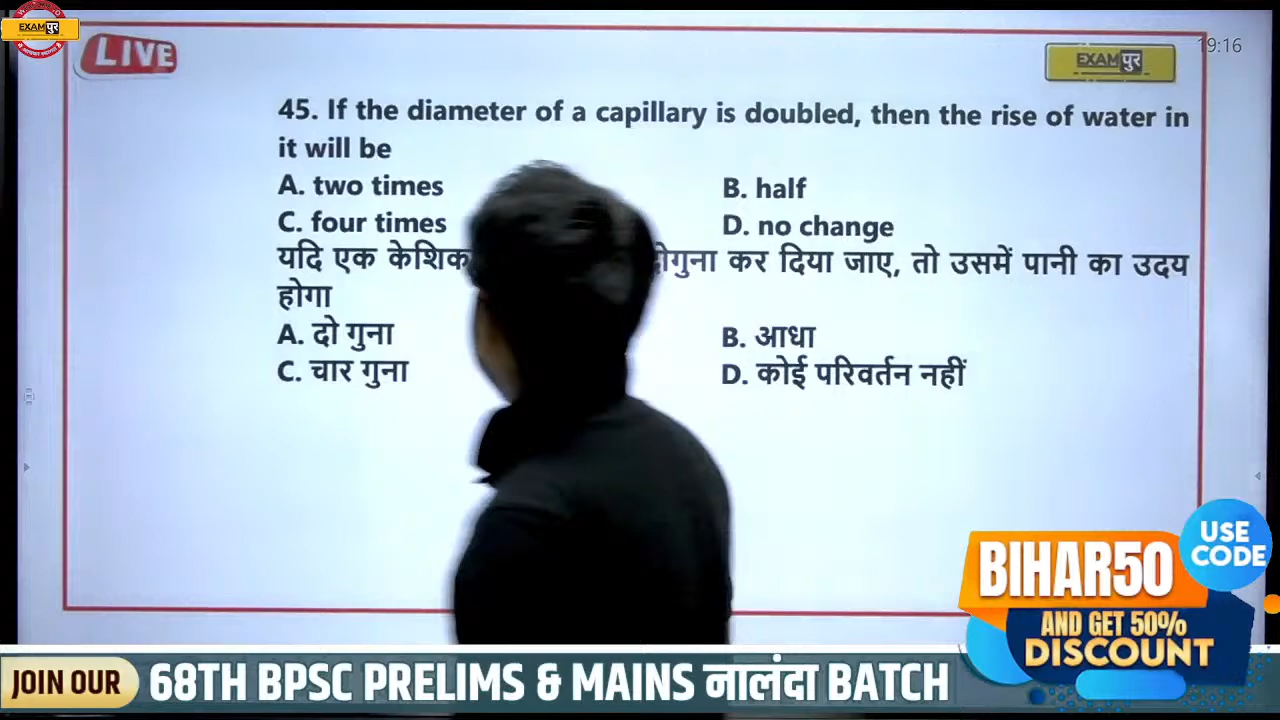 EXAMपुर
LIVE
EXAMपुर
19:16
45. If the diameter of a capillary is doubled, then the rise of water in
it will be
A. two times
B. half
C. four times
D. no change
यदि एक केशिक
गुना कर दिया जाए, तो उसमें पानी का उदय
होगा
A. दो गुना
B. आधा
C. चार गुना
D. कोई परिवर्तन नहीं
USE
CODE
BIHAR50
AND GET 50%
DISCOUNT
JOIN OUR
68TH BPSC PRELIMS & MAINS नालंदा BATCH